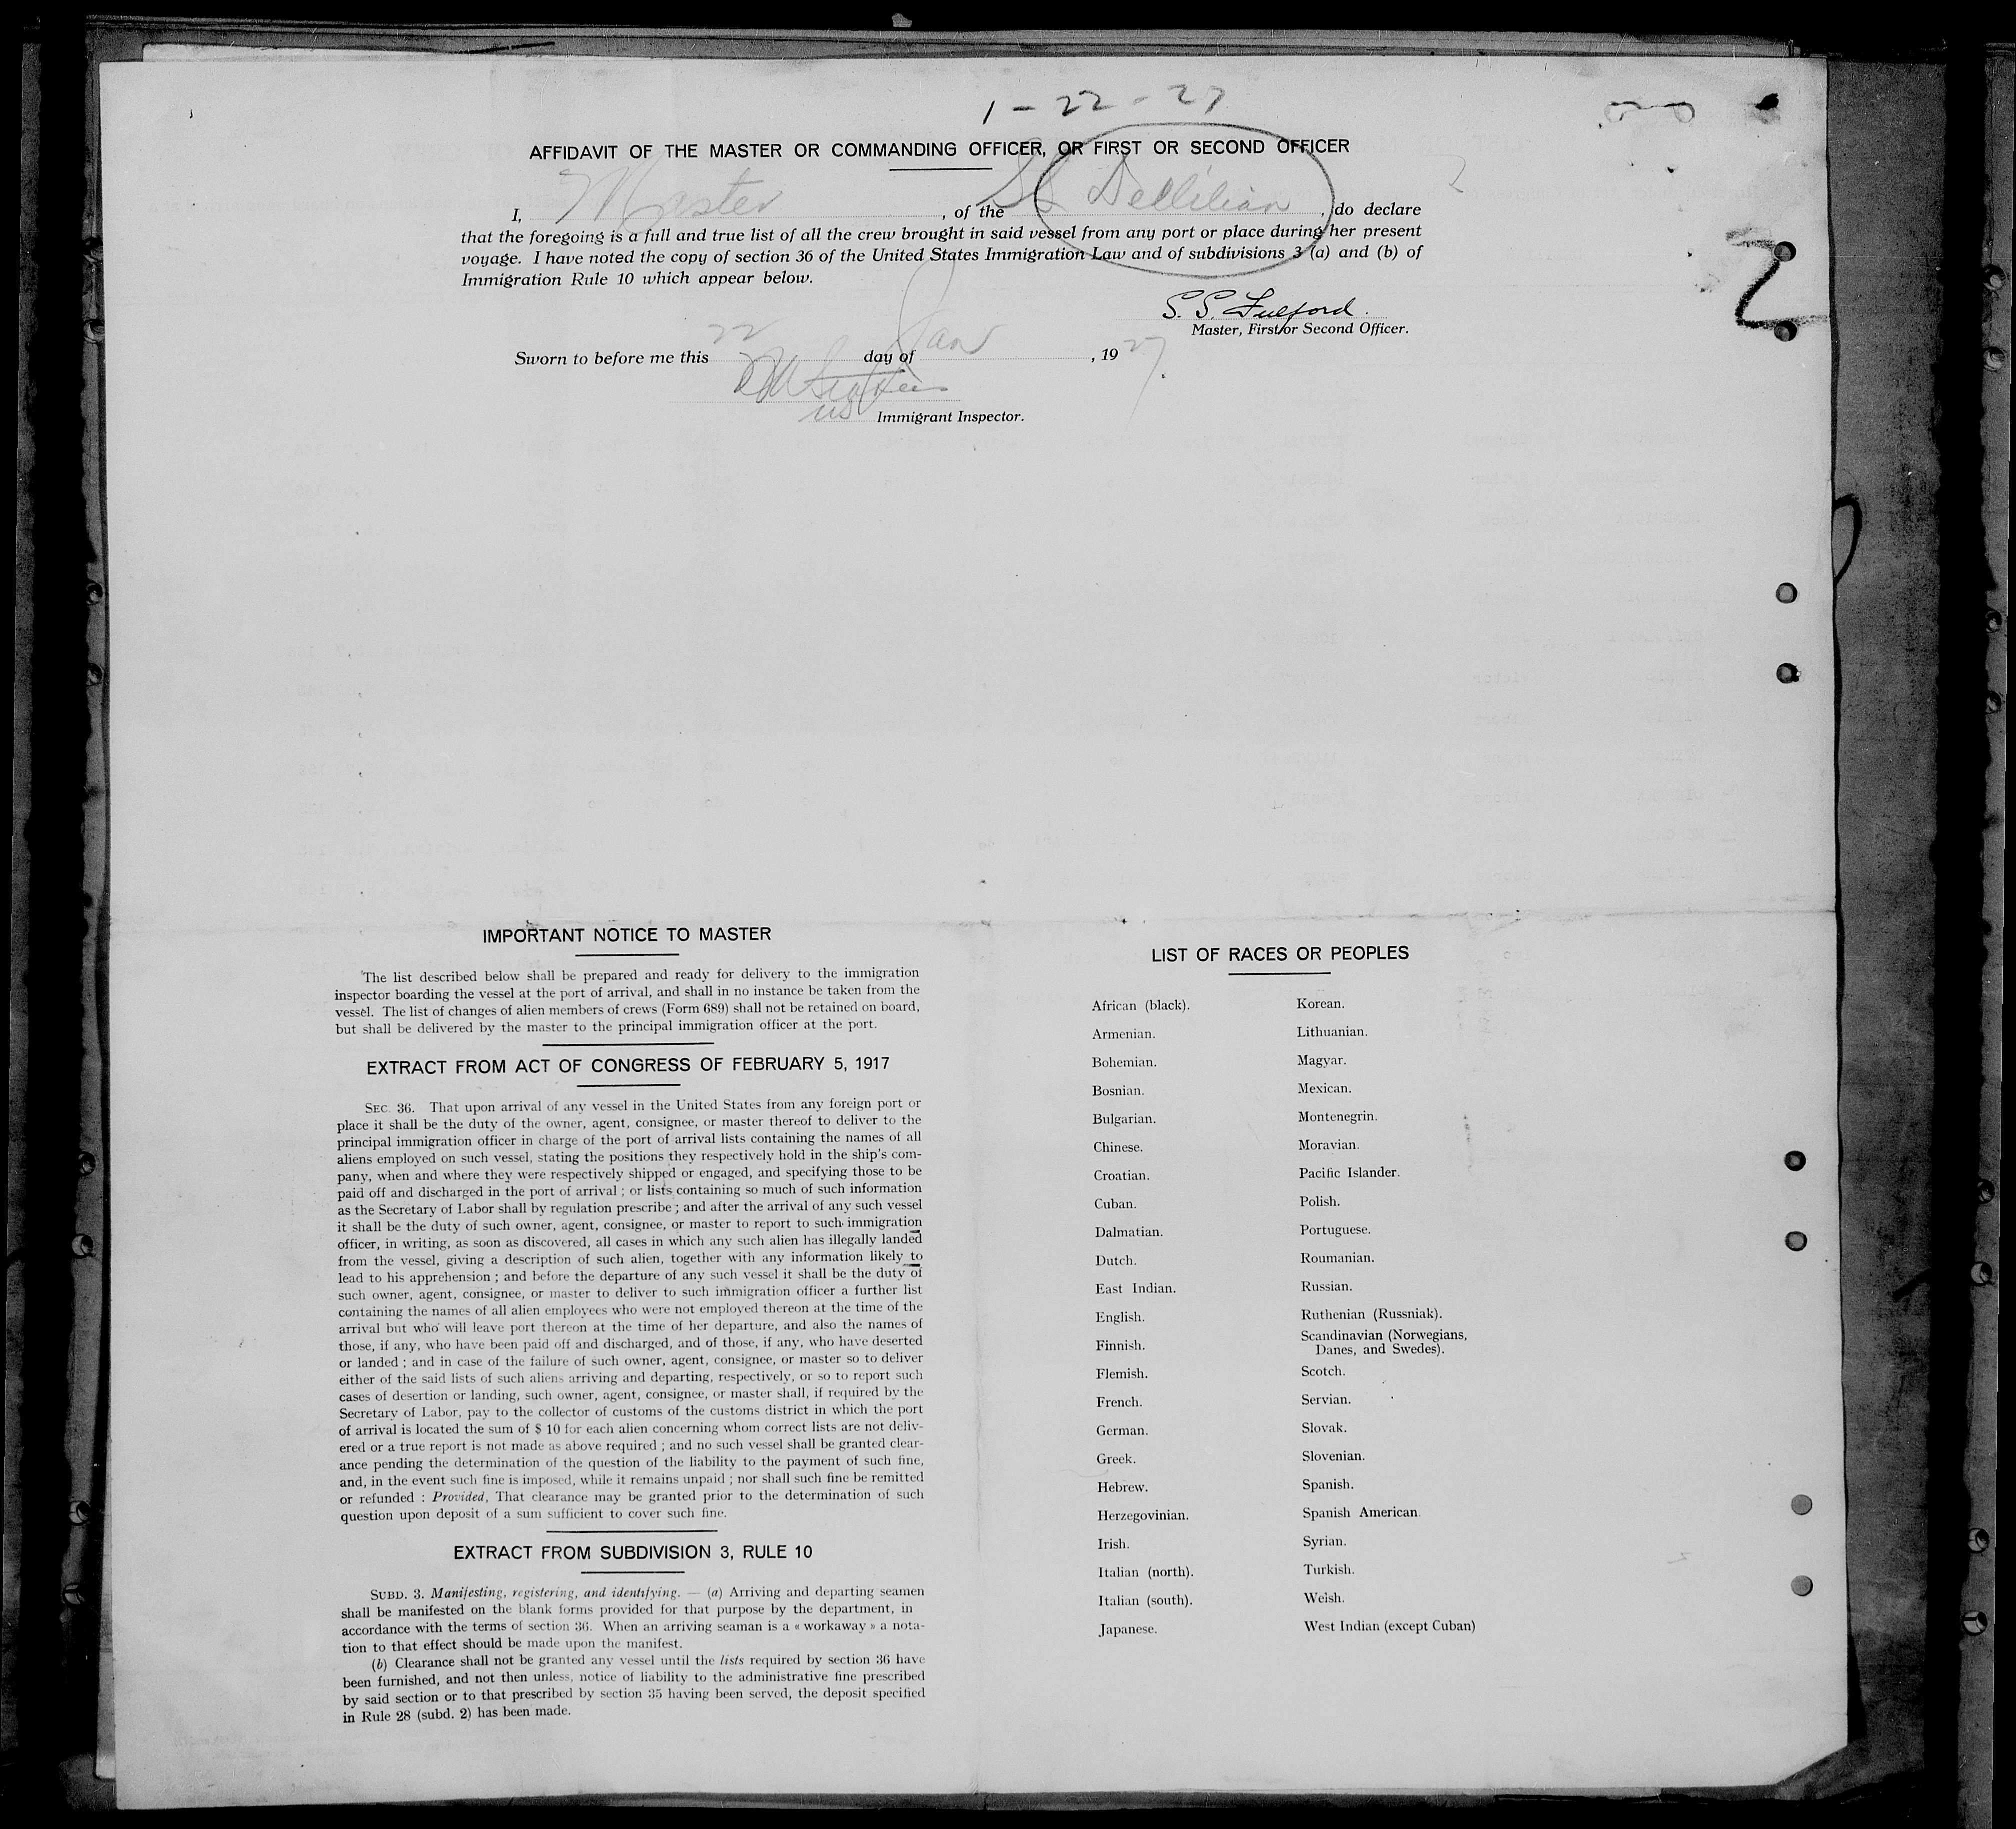 1 - 22 - 27
AFFIDAVIT OF THE MASTER OR COMMANDING OFFICER, OR FIRST OR SECOND OFFICER
I, Master, of the SS Dellilian, do declare
that the foregoing is a full and true list of all the crew brought in said vessel from any port or place during her present
voyage. I have noted the copy of section 36 of the United States Immigration Law and of subdivisions 3 (a) and (b) of
Immigration Rule 10 which appear below.
S. S. Fulford.
Master, First or Second Officer.
Sworn to before me this 22 day of Jan, 1927
US Immigrant Inspector.
2
IMPORTANT NOTICE TO MASTER
The list described below shall be prepared and ready for delivery to the immigration
inspector boarding the vessel at the port of arrival, and shall in no instance be taken from the
vessel. The list of changes of alien members of crews (Form 689) shall not be retained on board,
but shall be delivered by the master to the principal immigration officer at the port.
EXTRACT FROM ACT OF CONGRESS OF FEBRUARY 5, 1917
SEC. 36. That upon arrival of any vessel in the United States from any foreign port or
place it shall be the duty of the owner, agent, consignee, or master thereof to deliver to the
principal immigration officer in charge of the port of arrival lists containing the names of all
aliens employed on such vessel, stating the positions they respectively hold in the ship's com-
pany, when and where they were respectively shipped or engaged, and specifying those to be
paid off and discharged in the port of arrival ; or lists containing so much of such information
as the Secretary of Labor shall by regulation prescribe ; and after the arrival of any such vessel
it shall be the duty of such owner, agent, consignee, or master to report to such immigration
officer, in writing, as soon as discovered, all cases in which any such alien has illegally landed
from the vessel, giving a description of such alien, together with any information likely to
lead to his apprehension ; and before the departure of any such vessel it shall be the duty of
such owner, agent, consignee, or master to deliver to such immigration officer a further list
containing the names of all alien employees who were not employed thereon at the time of the
arrival but who will leave port thereon at the time of her departure, and also the names of
those, if any, who have been paid off and discharged, and of those, if any, who have deserted
or landed ; and in case of the failure of such owner, agent, consignee, or master so to deliver
either of the said lists of such aliens arriving and departing, respectively, or so to report such
cases of desertion or landing, such owner, agent, consignee, or master shall, if required by the
Secretary of Labor, pay to the collector of customs of the customs district in which the port
of arrival is located the sum of $ 10 for each alien concerning whom correct lists are not deliv-
ered or a true report is not made as above required ; and no such vessel shall be granted clear-
ance pending the determination of the question of the liability to the payment of such fine,
and, in the event such fine is imposed, while it remains unpaid ; nor shall such fine be remitted
or refunded : Provided, That clearance may be granted prior to the determination of such
question upon deposit of a sum sufficient to cover such fine.
EXTRACT FROM SUBDIVISION 3, RULE 10
SUBD. 3. Manifesting, registering, and identifying. — (a) Arriving and departing seamen
shall be manifested on the blank forms provided for that purpose by the department, in
accordance with the terms of section 36. When an arriving seaman is a « workaway » a nota-
tion to that effect should be made upon the manifest.
(b) Clearance shall not be granted any vessel until the lists required by section 36 have
been furnished, and not then unless, notice of liability to the administrative fine prescribed
by said section or to that prescribed by section 35 having been served, the deposit specified
in Rule 28 (subd. 2) has been made.
LIST OF RACES OR PEOPLES
African (black).
Armenian.
Bohemian.
Bosnian.
Bulgarian.
Chinese.
Croatian.
Cuban.
Dalmatian.
Dutch.
East Indian.
English.
Finnish.
Flemish.
French.
German.
Greek.
Hebrew.
Herzegovinian.
Irish.
Italian (north).
Italian (south).
Japanese.
Korean.
Lithuanian.
Magyar.
Mexican.
Montenegrin.
Moravian.
Pacific Islander.
Polish.
Portuguese.
Roumanian.
Russian.
Ruthenian (Russniak).
Scandinavian (Norwegians,
Danes, and Swedes).
Scotch.
Servian.
Slovak.
Slovenian.
Spanish.
Spanish American.
Syrian.
Turkish.
Welsh.
West Indian (except Cuban)